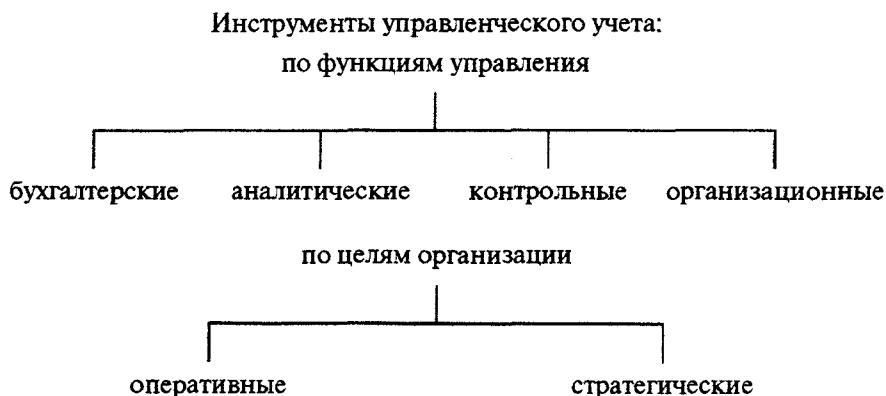 Инструменты управленческого учета:
по функциям управления
бухгалтерские аналитические контрольные организационные
по целям организации
оперативные стратегические